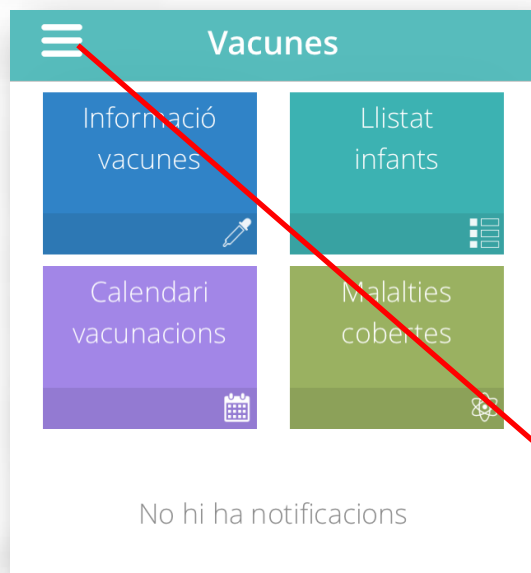 Vacunes
Informació
vacunes
Llistat
infants
Calendari
vacunacions
Malalties
cobertes
No hi ha notificacions